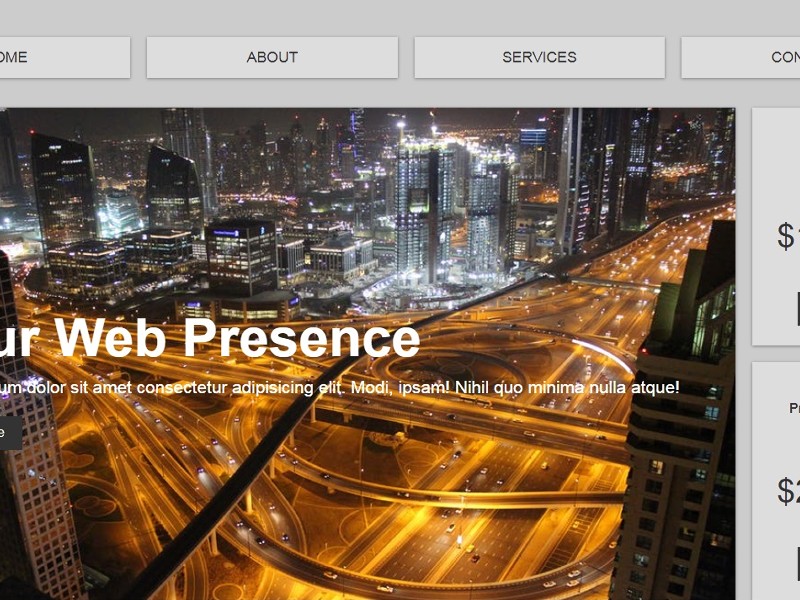 OME
ABOUT
SERVICES
CON
ur Web Presence
um dolor sit amet consectetur adipisicing elit. Modi, ipsam! Nihil quo minima nulla atque!
e
$1
Pr
$2